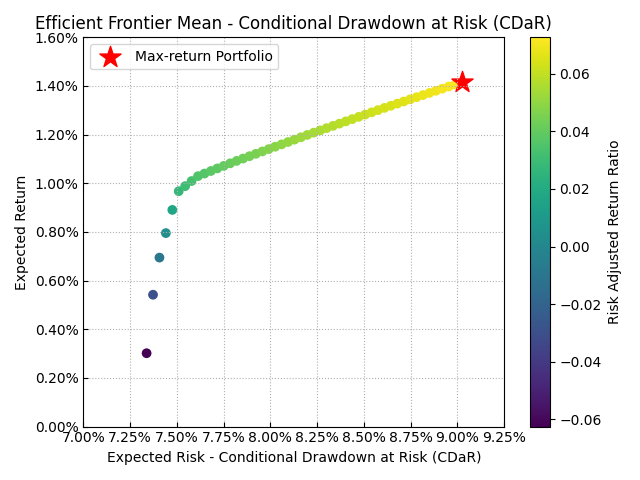 Efficient Frontier Mean - Conditional Drawdown at Risk (CDaR)
Max-return Portfolio
1.60%
1.40%
1.20%
1.00%
0.80%
0.60%
0.40%
0.20%
0.00%
Expected Return
7.00% 7.25% 7.50% 7.75% 8.00% 8.25% 8.50% 8.75% 9.00% 9.25%
Expected Risk - Conditional Drawdown at Risk (CDaR)
0.06
0.04
0.02
0.00
−0.02
−0.04
−0.06
Risk Adjusted Return Ratio